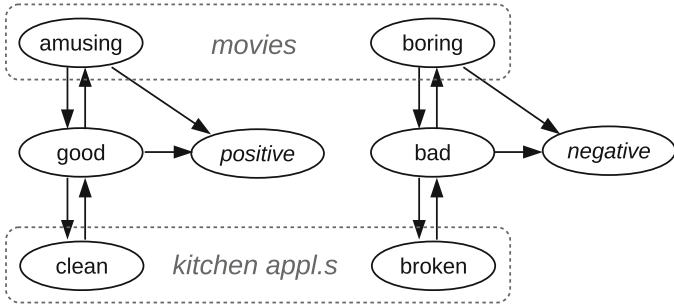 amusing movies boring
good positive bad negative
clean kitchen appl.s broken